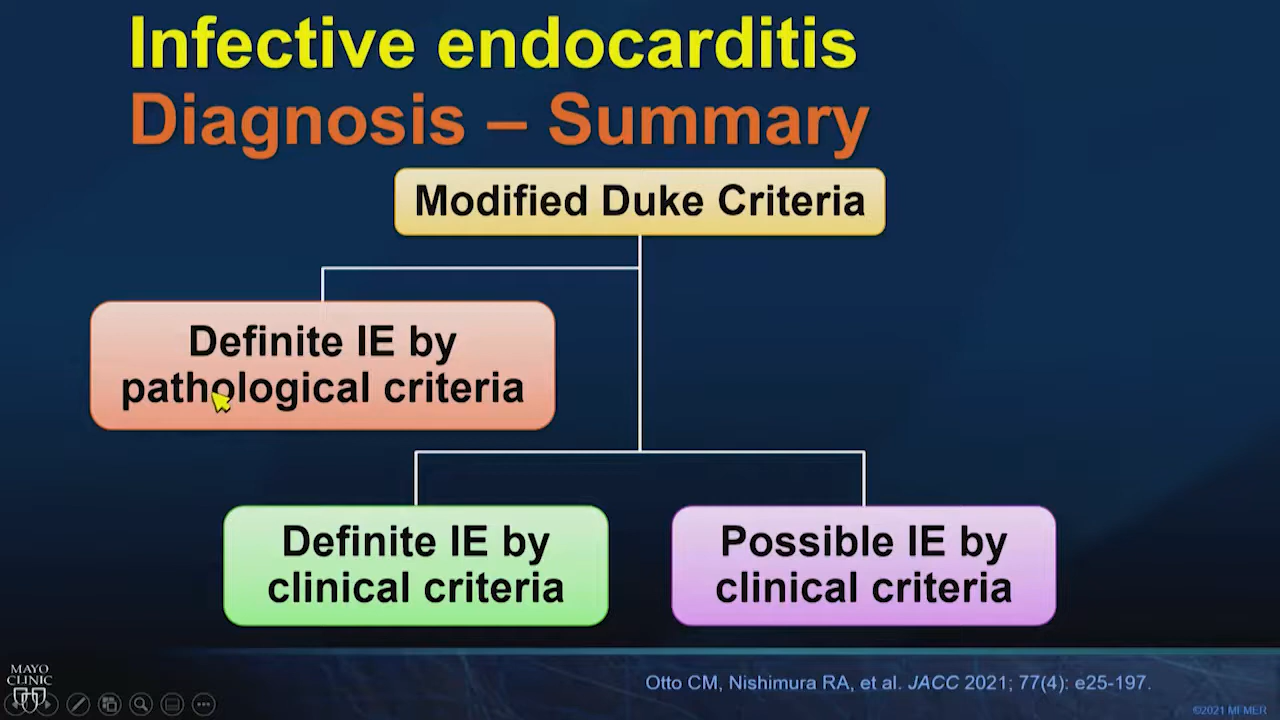 Infective endocarditis
Diagnosis – Summary
Modified Duke Criteria
Definite IE by
pathological criteria
Definite IE by
clinical criteria
Possible IE by
clinical criteria
MAYO
CLINIC
Otto CM, Nishimura RA, et al. JACC 2021; 77(4): e25-197.
©2021 MFMER